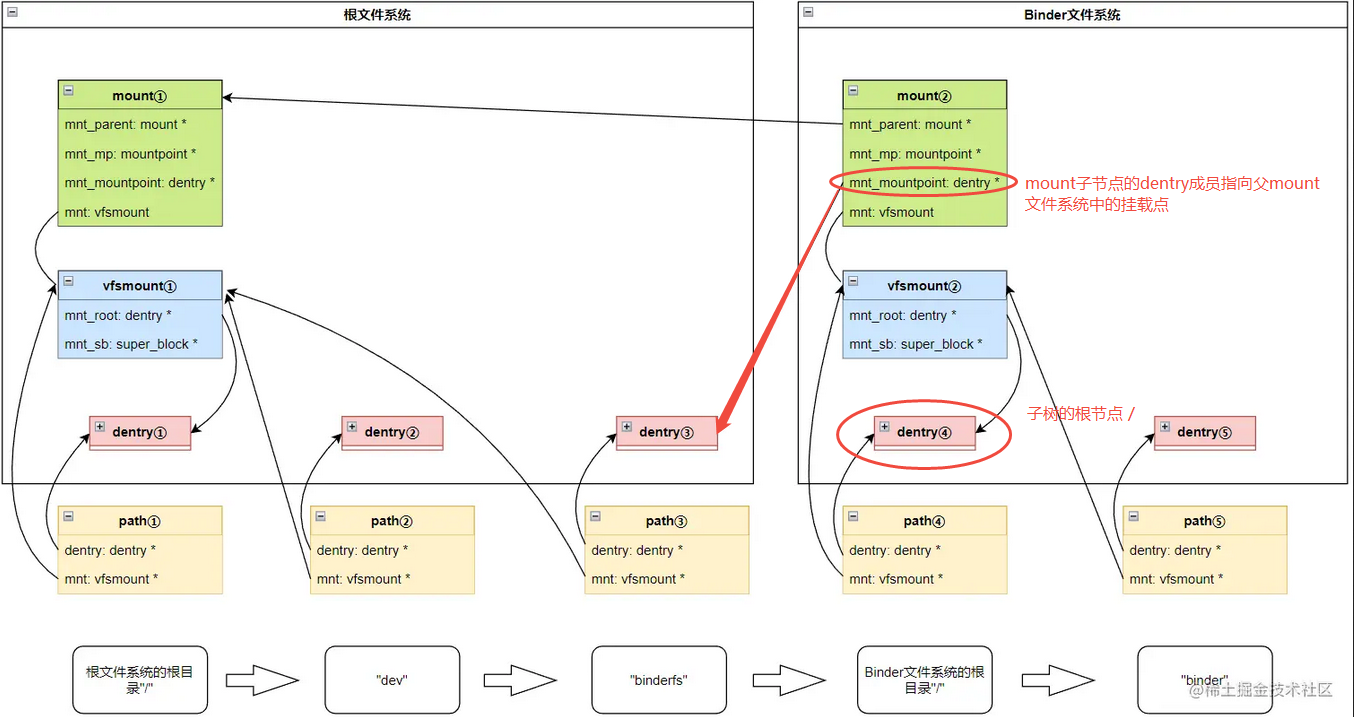 根文件系统
Binder文件系统
mount①
mnt_parent: mount *
mnt_mp: mountpoint *
mnt_mountpoint: dentry *
mnt: vfsmount
mount②
mnt_parent: mount *
mnt_mp: mountpoint *
mnt_mountpoint: dentry *
mnt: vfsmount
mount子节点的dentry成员指向父mount
文件系统中的挂载点
vfsmount①
mnt_root: dentry *
mnt_sb: super_block *
vfsmount②
mnt_root: dentry *
mnt_sb: super_block *
dentry①
dentry②
dentry③
dentry④
子树的根节点 /
dentry⑤
path①
dentry: dentry *
mnt: vfsmount *
path②
dentry: dentry *
mnt: vfsmount *
path③
dentry: dentry *
mnt: vfsmount *
path④
dentry: dentry *
mnt: vfsmount *
path⑤
dentry: dentry *
mnt: vfsmount *
根文件系统的根目
录"/"
"dev"
"binderfs"
Binder文件系统的根
目录"/"
"binder"
@稀土掘金技术社区